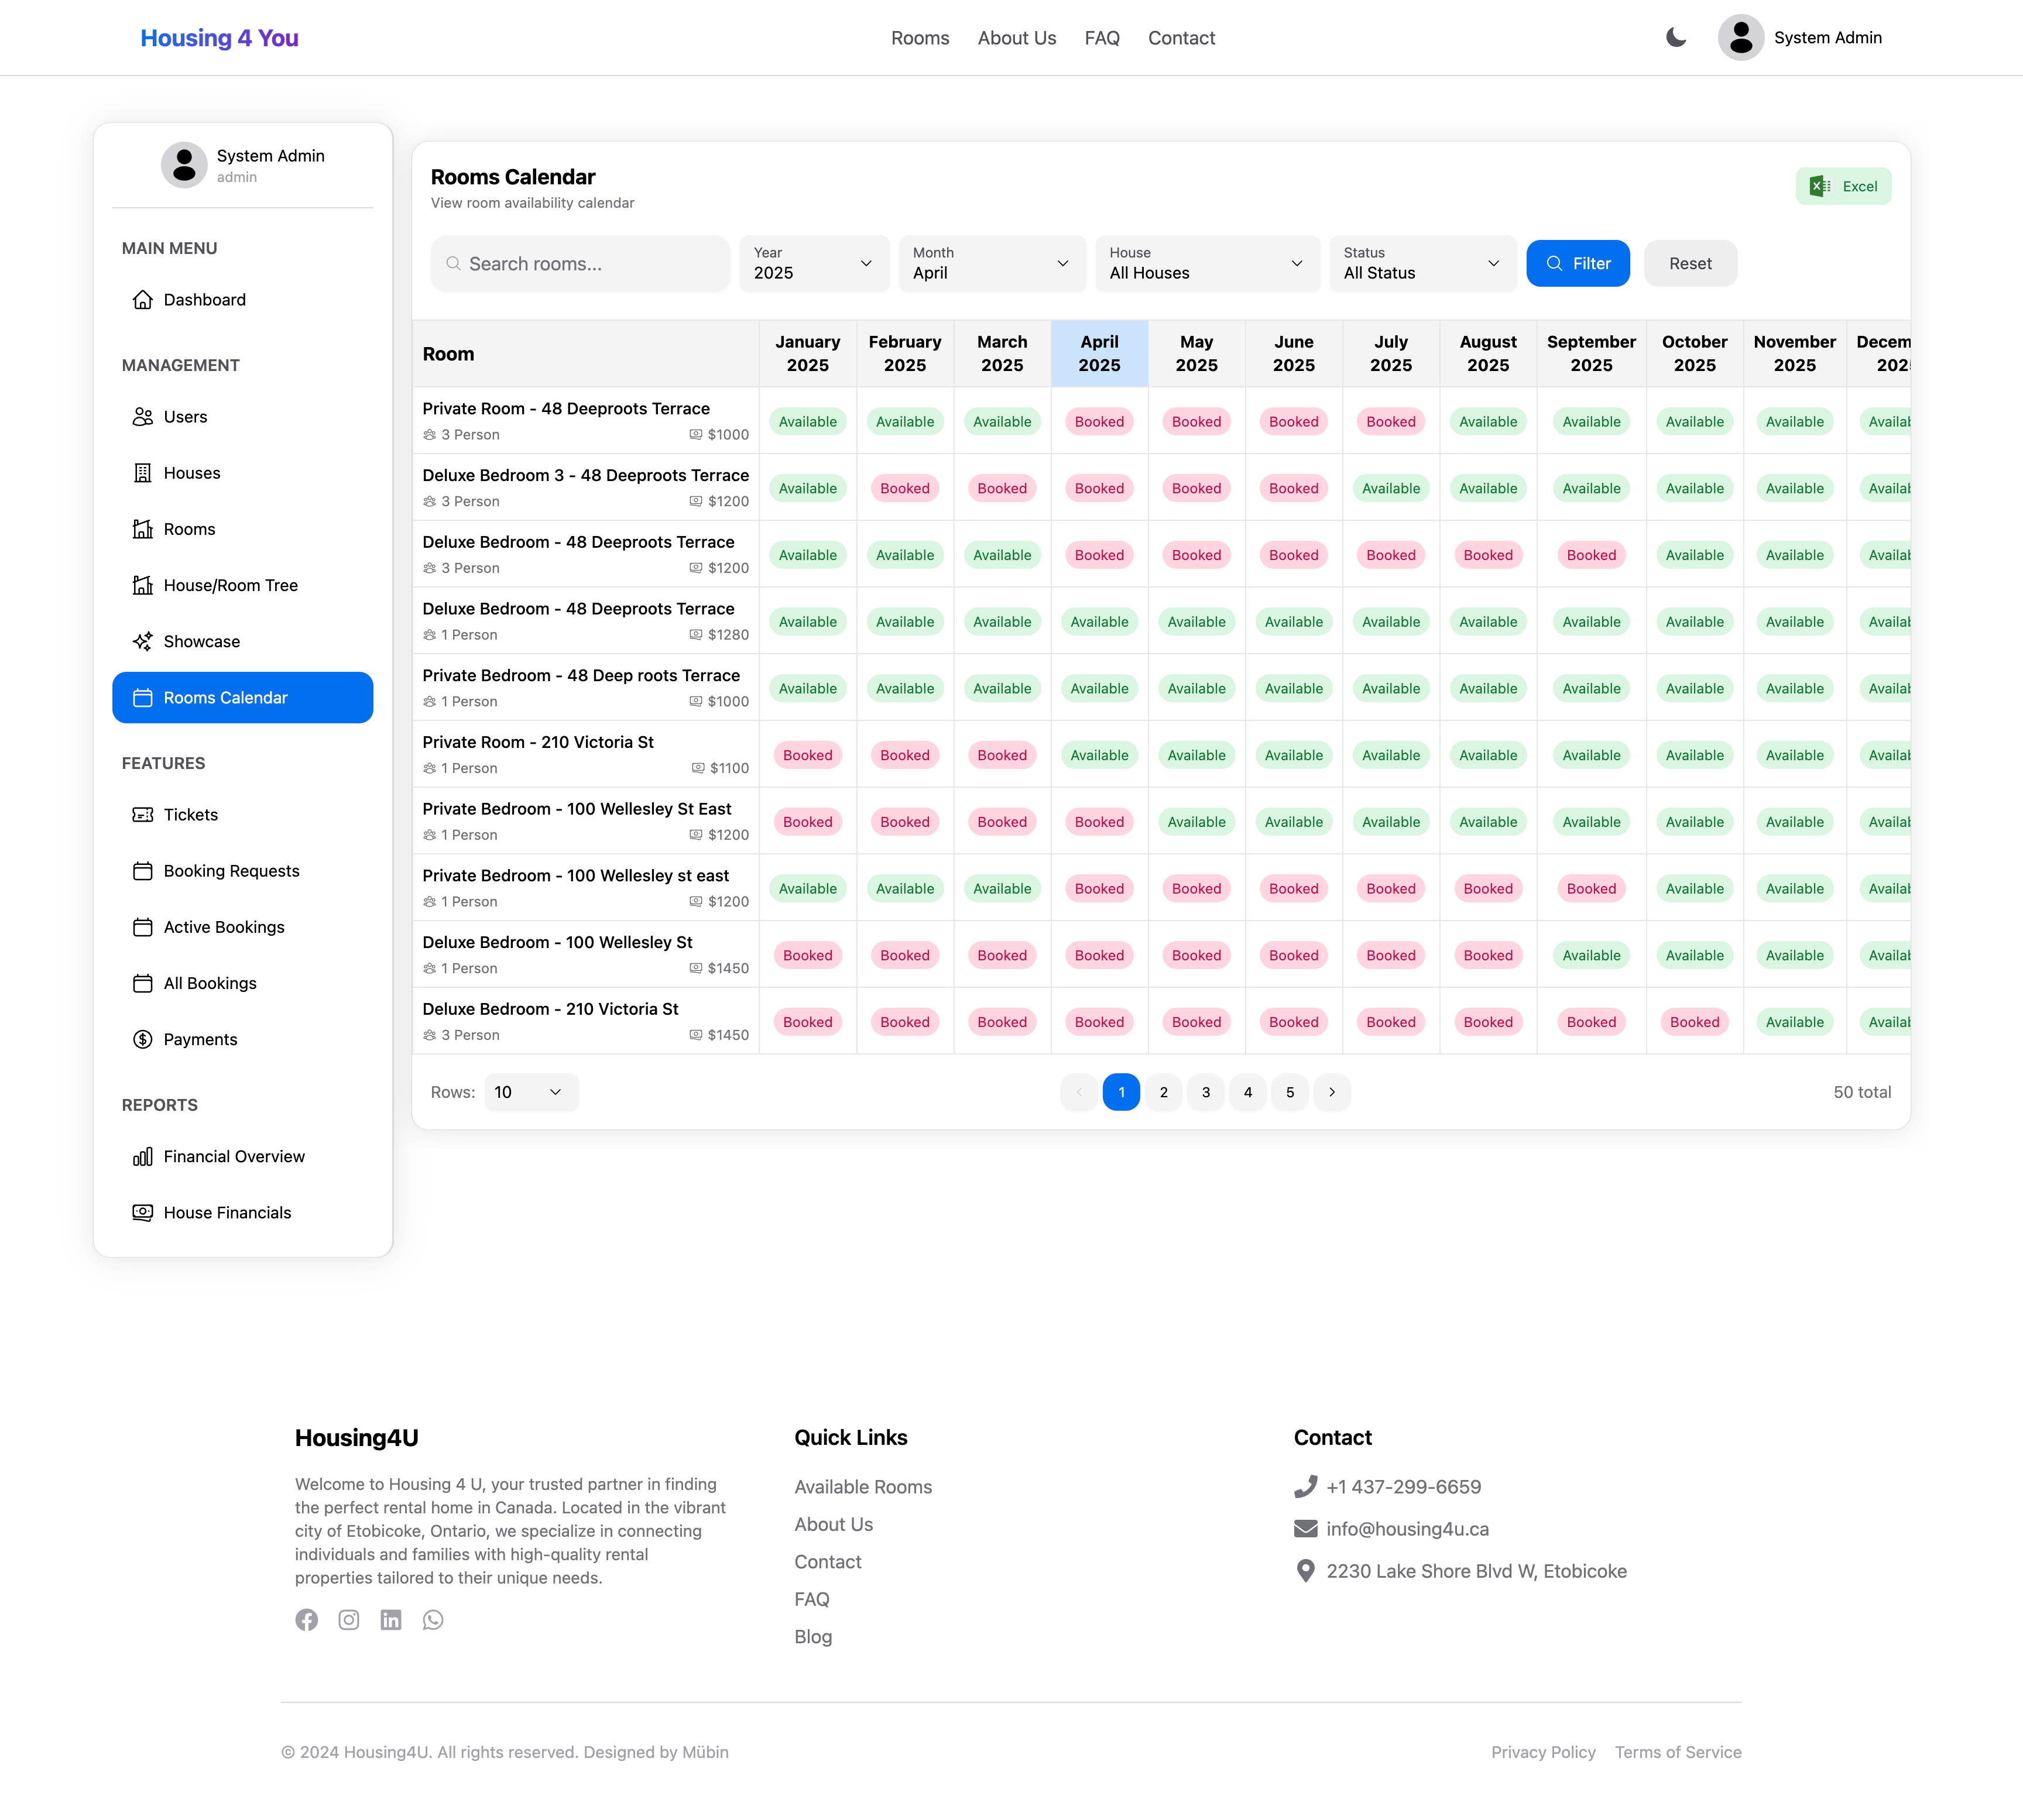 Housing 4 You
Rooms About Us FAQ Contact
System Admin
System Admin
admin
MAIN MENU
Dashboard
MANAGEMENT
Users
Houses
Rooms
House/Room Tree
Showcase
Rooms Calendar
FEATURES
Tickets
Booking Requests
Active Bookings
All Bookings
Payments
REPORTS
Financial Overview
House Financials
Rooms Calendar
View room availability calendar
Excel
Search rooms...
Year
2025
Month
April
House
All Houses
Status
All Status
Filter
Reset
Room January 2025 February 2025 March 2025 April 2025 May 2025 June 2025 July 2025 August 2025 September 2025 October 2025 November 2025 Decem 202
Private Room - 48 Deeproots Terrace
3 Person $1000
Available Available Available Booked Booked Booked Booked Available Available Available Available Availab
Deluxe Bedroom 3 - 48 Deeproots Terrace
3 Person $1200
Available Booked Booked Booked Booked Booked Available Available Available Available Available Availab
Deluxe Bedroom - 48 Deeproots Terrace
3 Person $1200
Available Available Available Booked Booked Booked Booked Booked Booked Available Available Availab
Deluxe Bedroom - 48 Deeproots Terrace
1 Person $1280
Available Available Available Available Available Available Available Available Available Available Available Availab
Private Bedroom - 48 Deep roots Terrace
1 Person $1000
Available Available Available Available Available Available Available Available Available Available Available Availab
Private Room - 210 Victoria St
1 Person $1100
Booked Booked Booked Available Available Available Available Available Available Available Available Availab
Private Bedroom - 100 Wellesley St East
1 Person $1200
Booked Booked Booked Booked Available Available Available Available Available Available Available Availab
Private Bedroom - 100 Wellesley st east
1 Person $1200
Available Available Available Booked Booked Booked Booked Booked Booked Available Available Availab
Deluxe Bedroom - 100 Wellesley St
1 Person $1450
Booked Booked Booked Booked Booked Booked Booked Booked Available Available Available Availab
Deluxe Bedroom - 210 Victoria St
3 Person $1450
Booked Booked Booked Booked Booked Booked Booked Booked Booked Booked Available Availab
Rows: 10
1 2 3 4 5
50 total
Housing4U
Welcome to Housing 4 U, your trusted partner in finding
the perfect rental home in Canada. Located in the vibrant
city of Etobicoke, Ontario, we specialize in connecting
individuals and families with high-quality rental
properties tailored to their unique needs.
Quick Links
Available Rooms
About Us
Contact
FAQ
Blog
Contact
+1 437-299-6659
info@housing4u.ca
2230 Lake Shore Blvd W, Etobicoke
© 2024 Housing4U. All rights reserved. Designed by Mübin
Privacy Policy Terms of Service